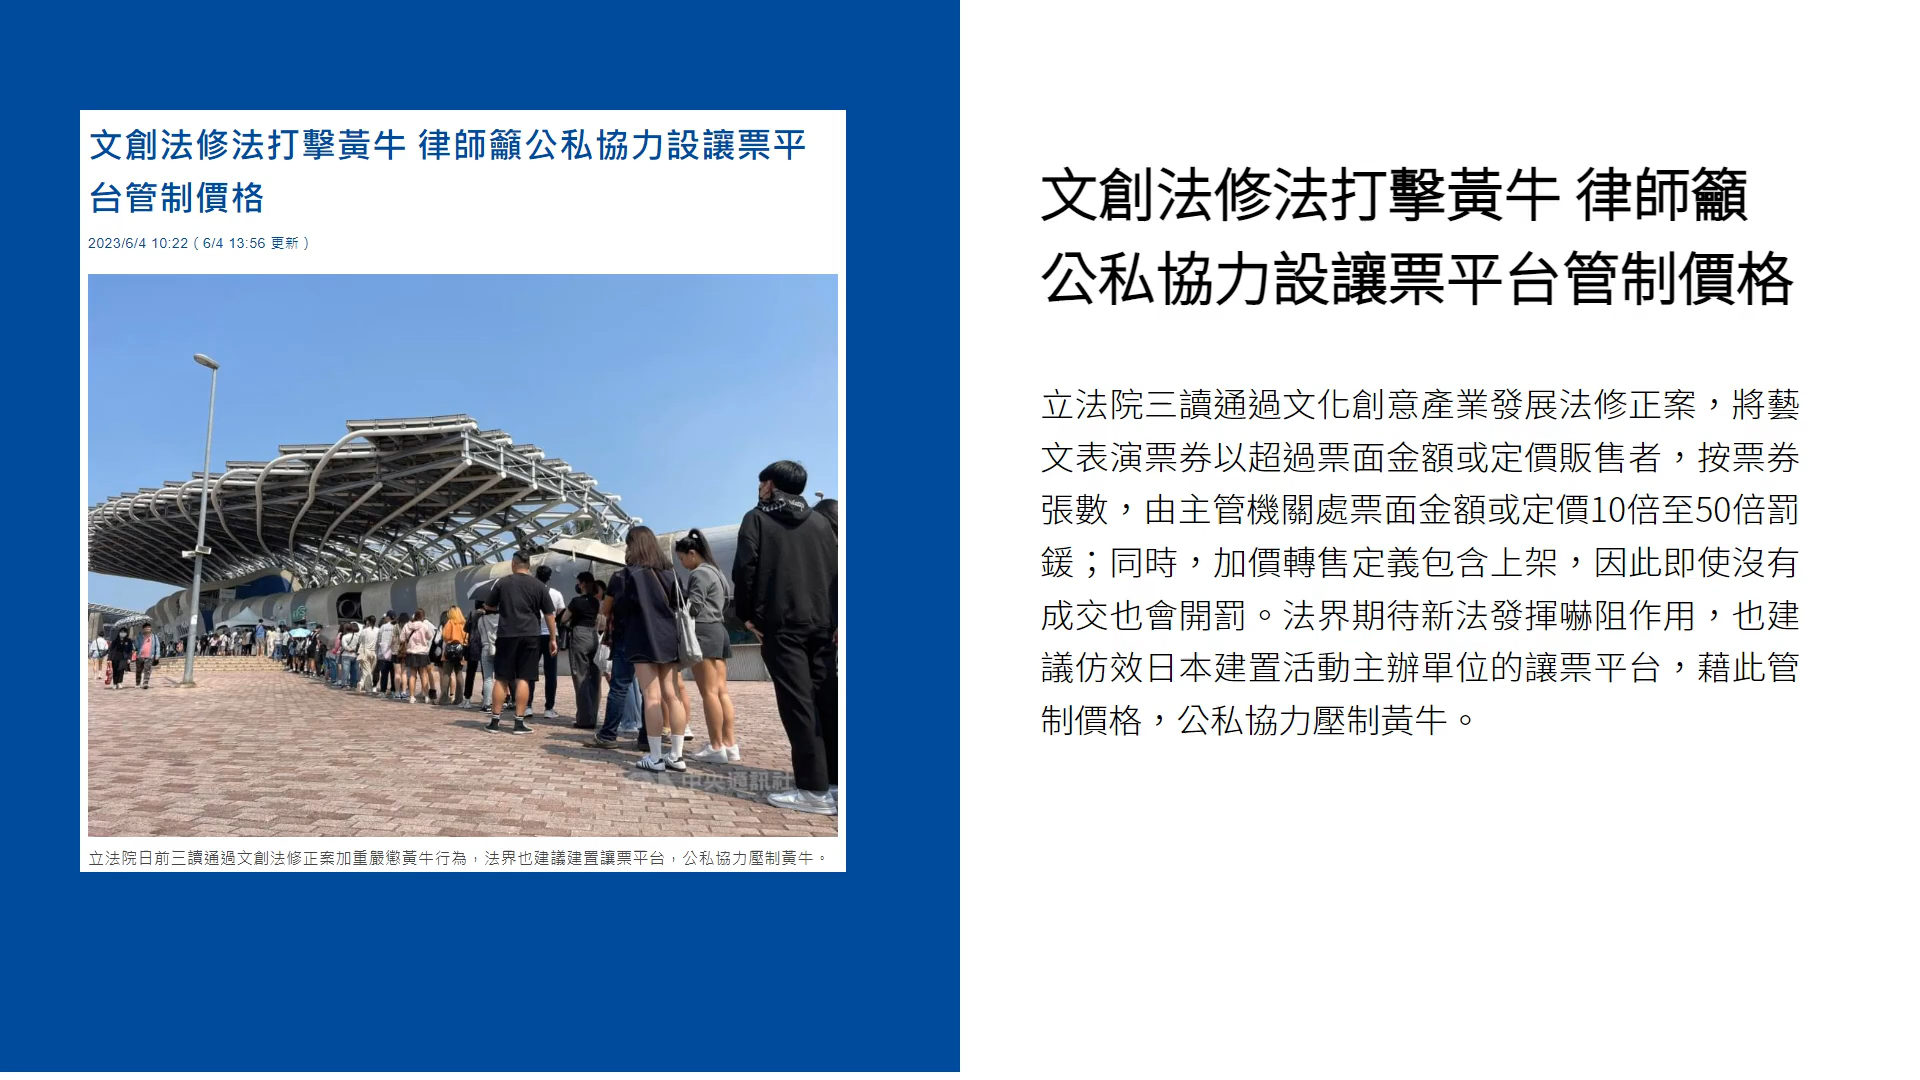 文創法修法打擊黃牛 律師籲公私協力設讓票平
台管制價格
2023/6/4 10:22（6/4 13:56 更新）
中央通訊社
立法院日前三讀通過文創法修正案加重嚴懲黃牛行為，法界也建議建置讓票平台，公私協力壓制黃牛。
文創法修法打擊黃牛 律師籲
公私協力設讓票平台管制價格
立法院三讀通過文化創意產業發展法修正案，將藝
文表演票券以超過票面金額或定價販售者，按票券
張數，由主管機關處票面金額或定價10倍至50倍罰
鍰；同時，加價轉售定義包含上架，因此即使沒有
成交也會開罰。法界期待新法發揮嚇阻作用，也建
議仿效日本建置活動主辦單位的讓票平台，藉此管
制價格，公私協力壓制黃牛。